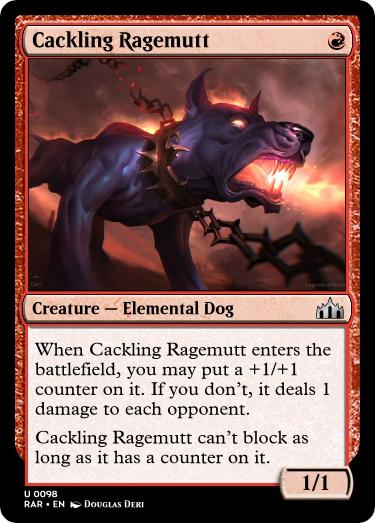 Cackling Ragemutt
Deri
Creature — Elemental Dog
When Cackling Ragemutt enters the
battlefield, you may put a +1/+1
counter on it. If you don't, it deals 1
damage to each opponent.
Cackling Ragemutt can't block as
long as it has a counter on it.
1/1
U 0098
RAR • EN Douglas Deri